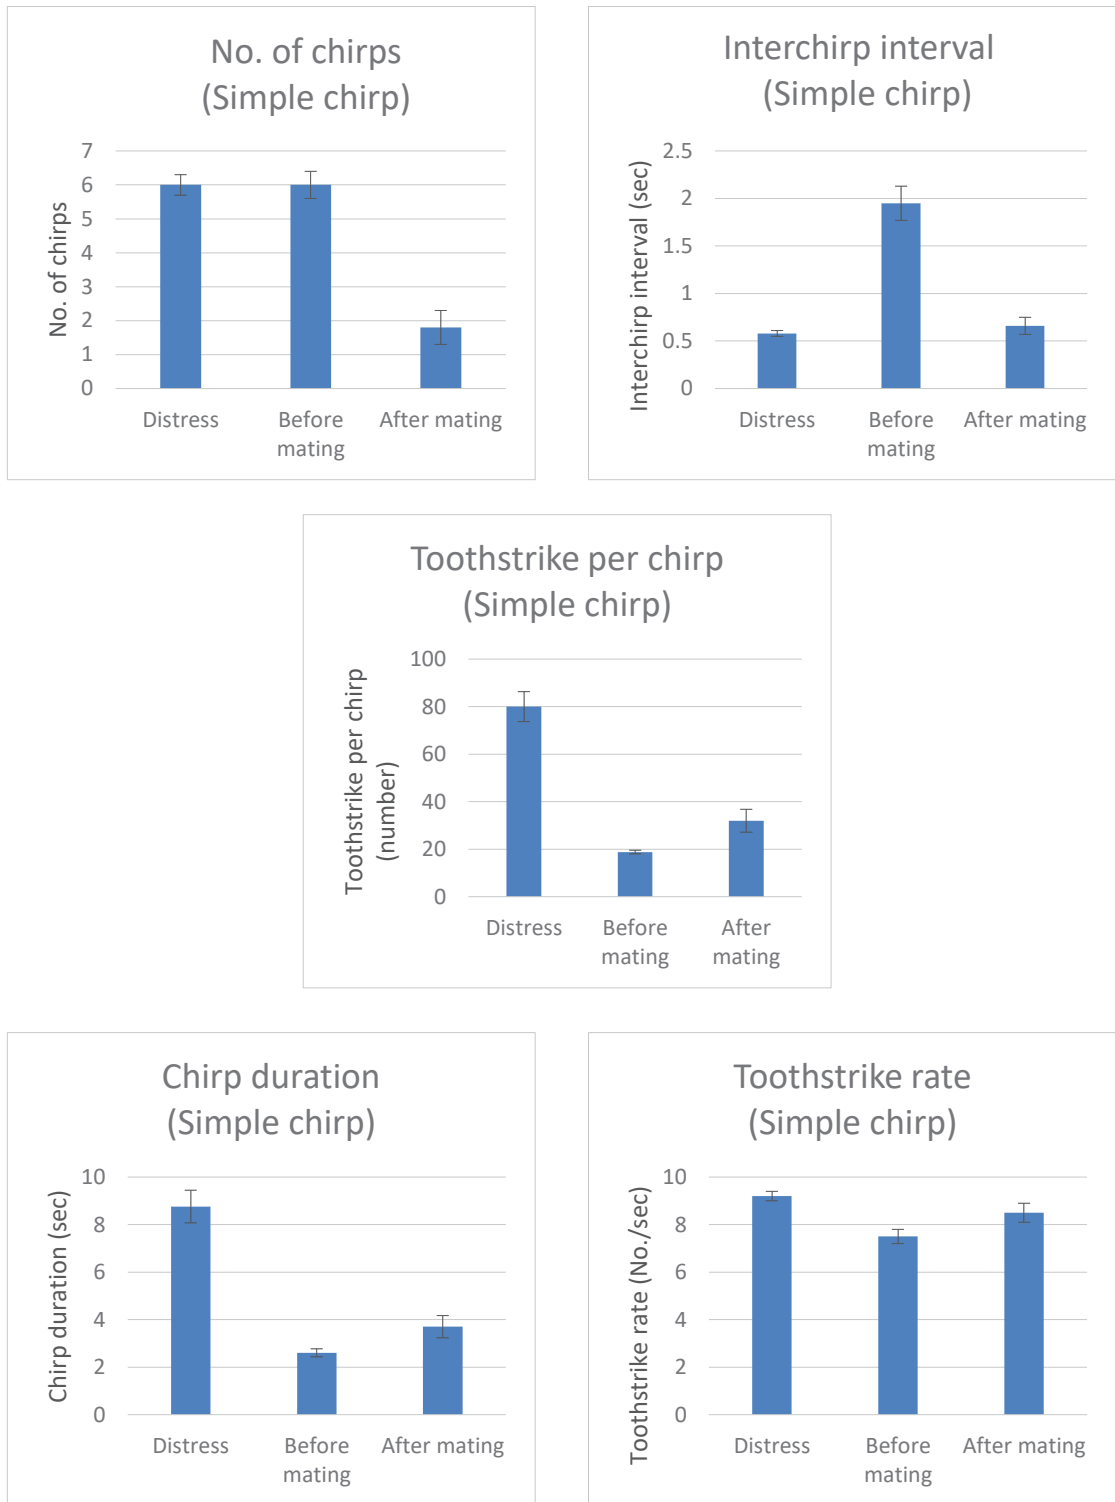 No. of chirps
(Simple chirp)
No. of chirps
7
6
5
4
3
2
1
0
Distress
Before
mating
After mating
Interchirp interval
(Simple chirp)
Interchirp interval (sec)
2.5
2
1.5
1
0.5
0
Distress
Before
mating
After mating
Toothstrike per chirp
(Simple chirp)
Toothstrike per chirp
(number)
100
80
60
40
20
0
Distress
Before
mating
After
mating
Chirp duration
(Simple chirp)
Chirp duration (sec)
10
8
6
4
2
0
Distress
Before
mating
After mating
Toothstrike rate
(Simple chirp)
Toothstrike rate (No./sec)
10
8
6
4
2
0
Distress
Before
mating
After mating